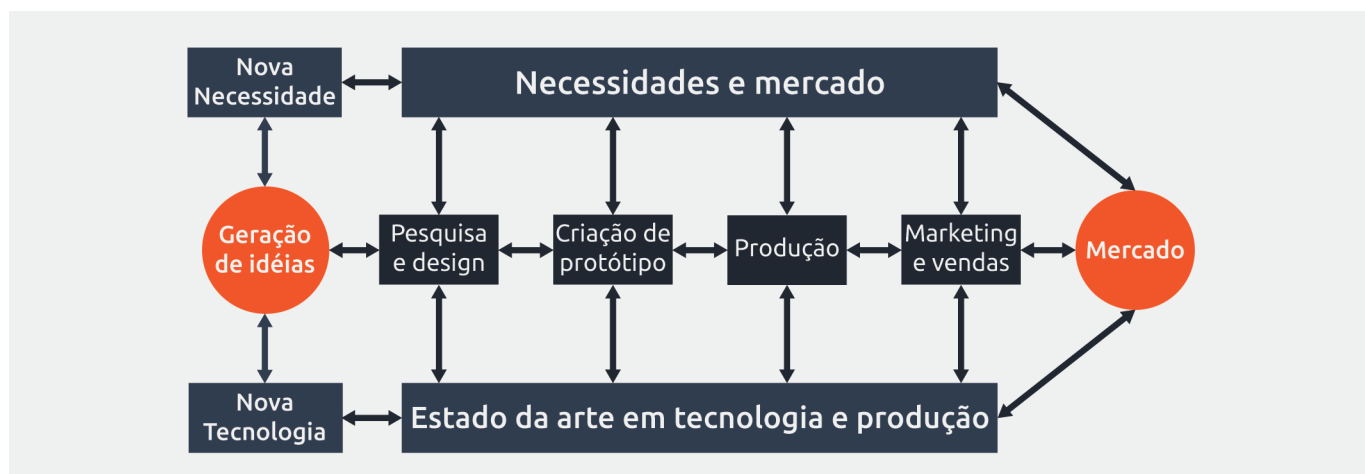 Nova
Necessidade
Necessidades e mercado
Geração
de idéias
Pesquisa
e design
Criação de
protótipo
Produção
Marketing
e vendas
Mercado
Nova
Tecnologia
Estado da arte em tecnologia e produção